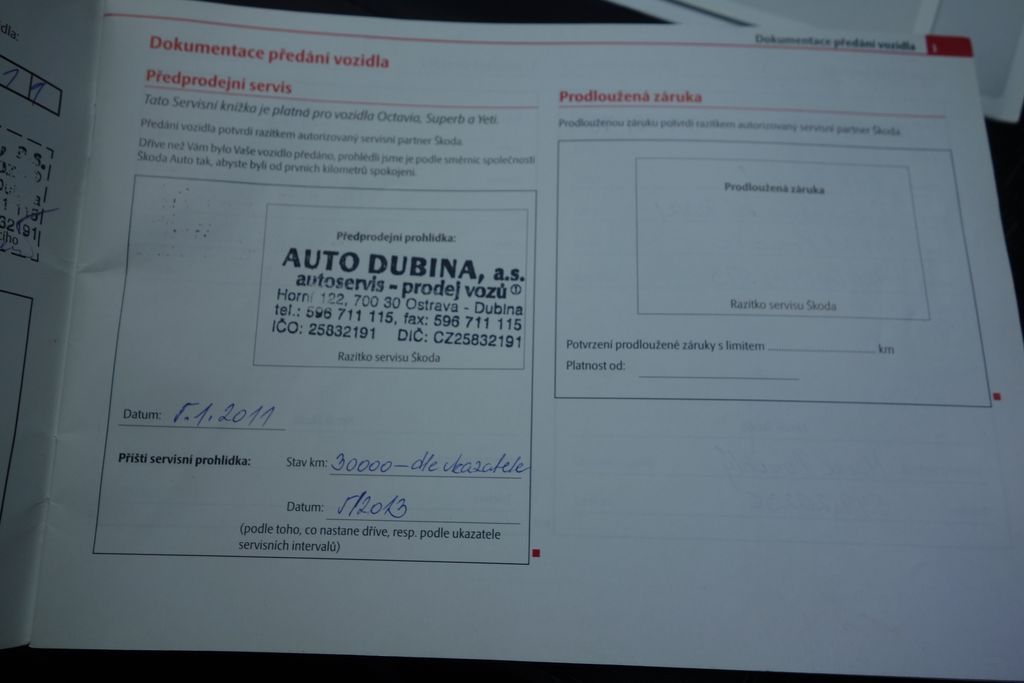 dla:
11
32191
Dokumentace předání vozidla
1
Dokumentace předání vozidla
Předprodejní servis
Tato Servisní knížka je platná pro vozidla Octavia, Superb a Yeti.
Předání vozidla potvrdí razítkem autorizovaný servisní partner Škoda.
Dříve než Vám bylo Vaše vozidlo předáno, prohlédli jsme je podle směrnic společnosti
Škoda Auto tak, abyste byli od prvních kilometrů spokojeni.
Předprodejní prohlídka:
AUTO DUBINA, a.s.
autoservis - prodej vozů ①
Horní 122, 700 30 Ostrava - Dubina
tel.: 596 711 115, fax: 596 711 115
IČO: 25832191 DIČ: CZ25832191
Razítko servisu Škoda
Datum: 5.1.2011
Příští servisní prohlídka: Stav km: 30000 – dle ukazatele
Datum: 1/2013
(podle toho, co nastane dříve, resp. podle ukazatele
servisních intervalů)
Prodloužená záruka
Prodlouženou záruku potvrdí razítkem autorizovaný servisní partner Škoda.
Prodloužená záruka
Razítko servisu Škoda
Potvrzení prodloužené záruky s limitem km
Platnost od: